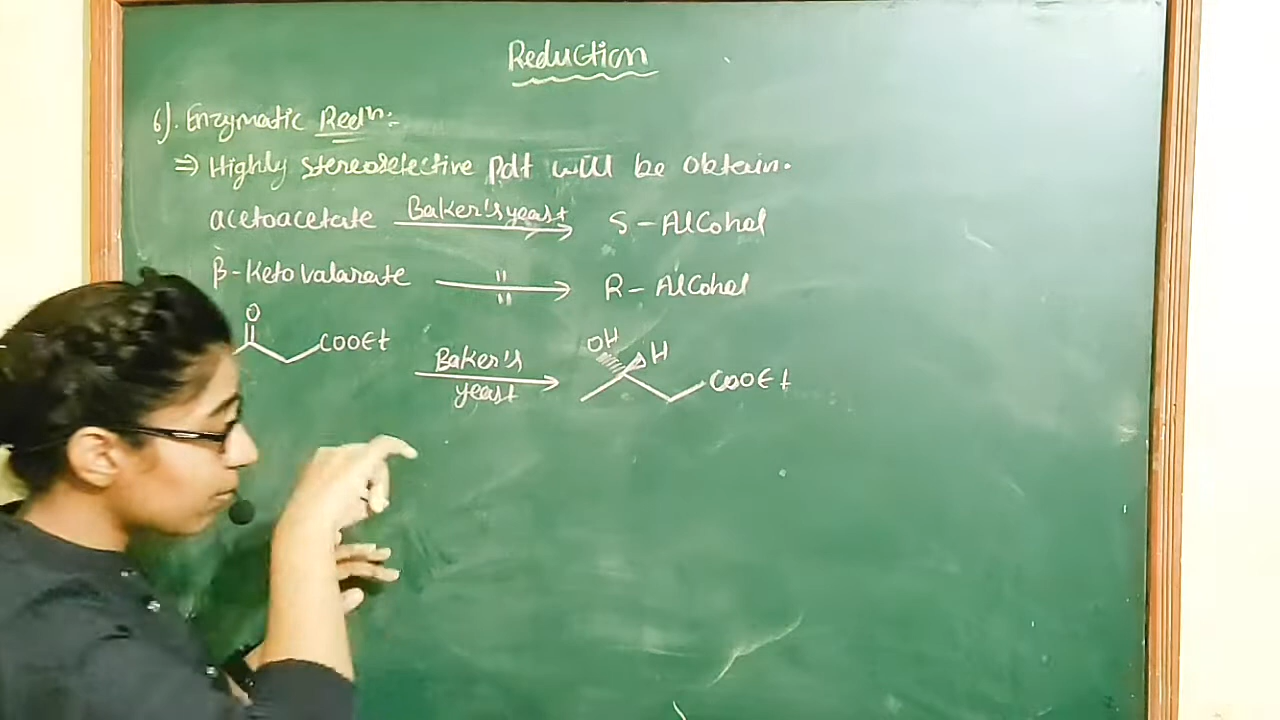 Reduction
6). Enzymatic Redn:-
⇒ Highly stereoselective pdt will be obtain.
acetoacetate Baker's yeast → S - AlCohol
β-Keto Valarate " → " R - AlCohol
O COOEt Baker's yeast → OH H COOEt